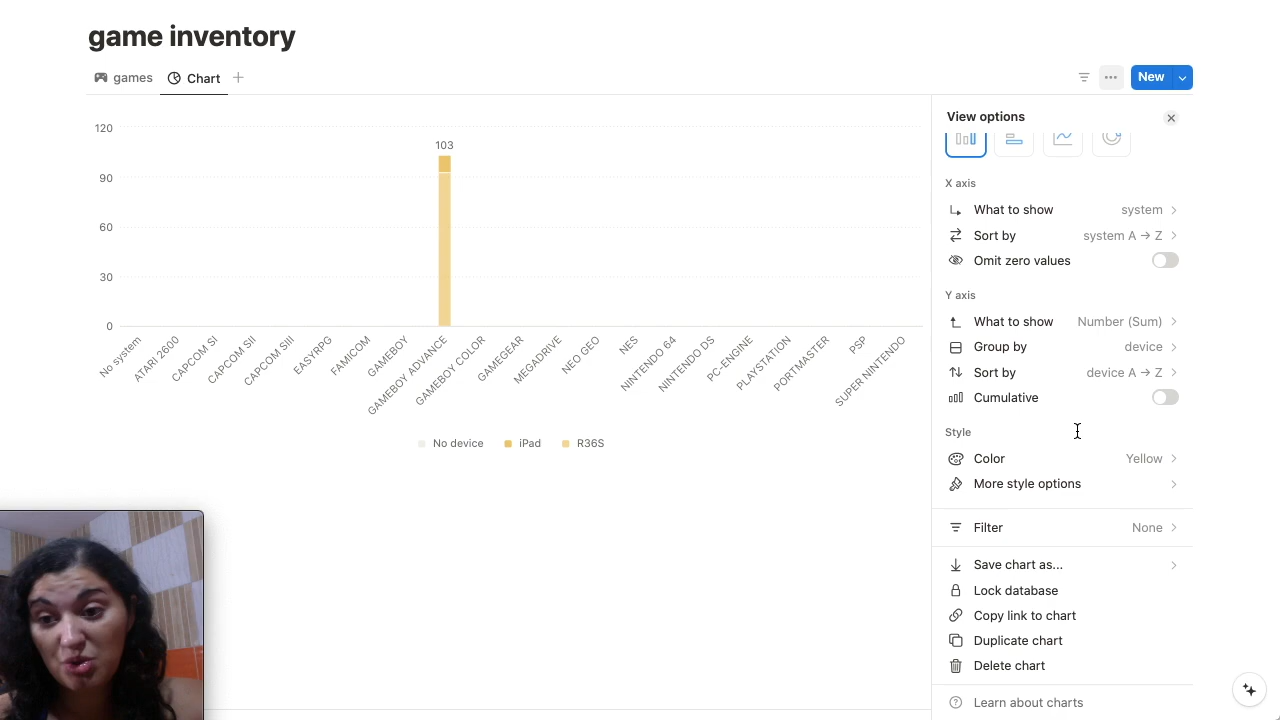 game inventory
games
Chart
New
View options
120
90
60
30
0
103
No system
ATARI 2600
CAPCOM SI
CAPCOM SII
CAPCOM SIII
EASYRPG
FAMICOM
GAMEBOY
GAMEBOY ADVANCE
GAMEBOY COLOR
GAMEGEAR
MEGADRIVE
NEO GEO
NES
NINTENDO 64
NINTENDO DS
PC-ENGINE
PLAYSTATION
PORTMASTER
PSP
SUPER NINTENDO
No device
iPad
R36S
X axis
What to show system
Sort by system A → Z
Omit zero values
Y axis
What to show Number (Sum)
Group by device
Sort by device A → Z
Cumulative
Style
Color Yellow
More style options
Filter None
Save chart as...
Lock database
Copy link to chart
Duplicate chart
Delete chart
Learn about charts